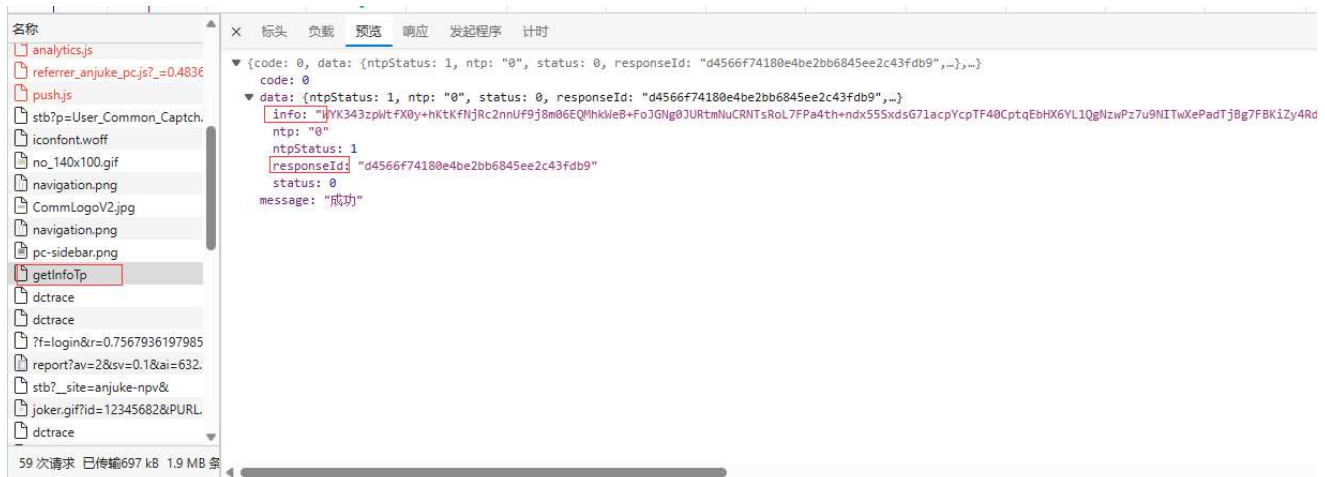 名称
analytics.js
referrer_anjuke_pc.js?_=0.4836
push.js
stb?p=User_Common_Captch.
iconfont.woff
no_140x100.gif
navigation.png
CommLogoV2.jpg
navigation.png
pc-sidebar.png
getInfoTp
dctrace
dctrace
?f=login&r=0.7567936197985
report?av=2&sv=0.1&ai=632.
stb?__site=anjuke-npv&
joker.gif?id=12345682&PURL.
dctrace
59 次请求 已传输697 kB 1.9 MB 条
× 标头 负载 预览 响应 发起程序 计时
▼ {code: 0, data: {ntpStatus: 1, ntp: "0", status: 0, responseId: "d4566f74180e4be2bb6845ee2c43fdb9",…},…}
code: 0
▼ data: {ntpStatus: 1, ntp: "0", status: 0, responseId: "d4566f74180e4be2bb6845ee2c43fdb9",…}
info: "WYK343zpWtfX0y+hKtKfNjRc2nnUf9j8m06EQMhkWeB+FoJGNg0JURtmNuCRNTsRoL7FPa4th+ndx55SxdsG7lacpYcpTF40CptqEbHX6YL1QgNzwPz7u9NITwXePadTjBg7FBKiZy4Rd
ntp: "0"
ntpStatus: 1
responseId: "d4566f74180e4be2bb6845ee2c43fdb9"
status: 0
message: "成功"